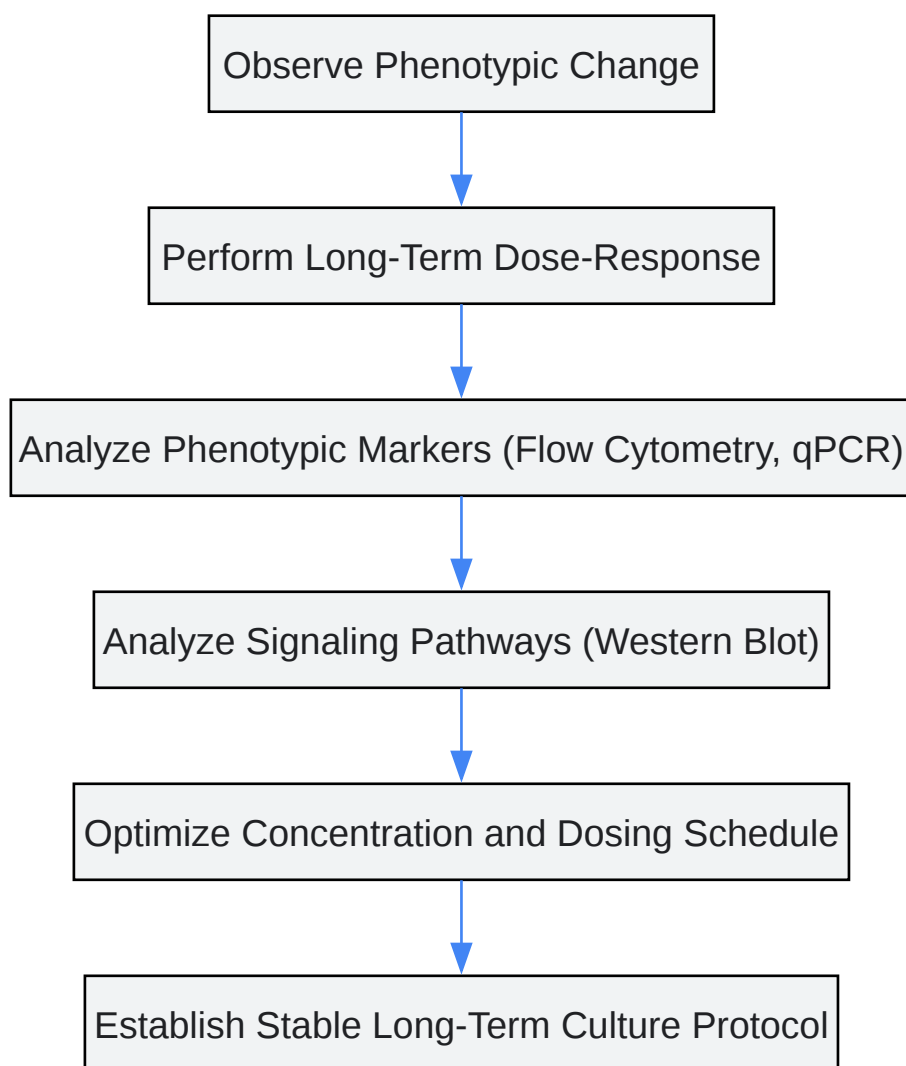 Observe Phenotypic Change
Perform Long-Term Dose-Response
Analyze Phenotypic Markers (Flow Cytometry, qPCR)
Analyze Signaling Pathways (Western Blot)
Optimize Concentration and Dosing Schedule
Establish Stable Long-Term Culture Protocol